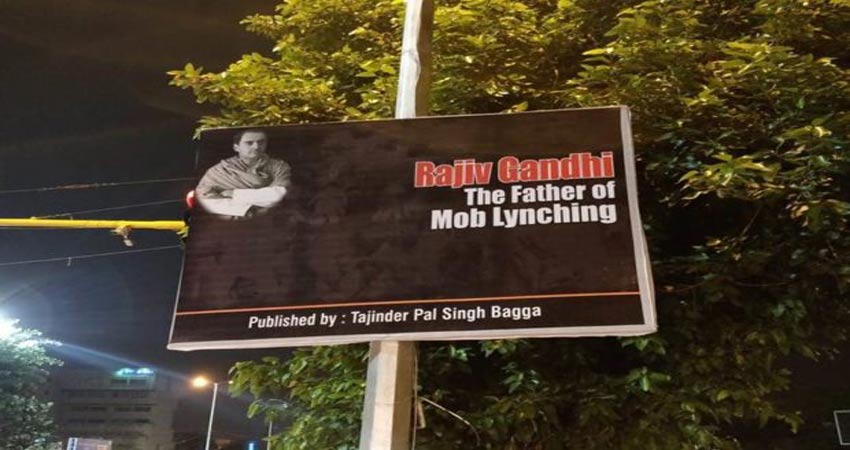 Rajiv Gandhi
The Father of
Mob Lynching
Published by : Tajinder Pal Singh Bagga